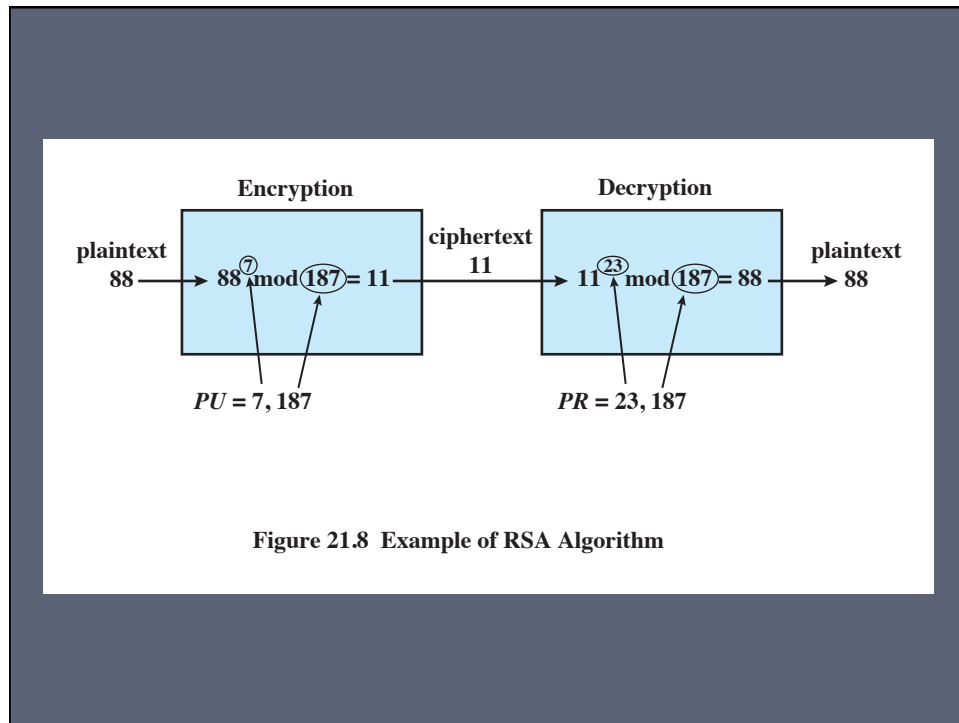 Encryption
Decryption
plaintext
88
88^7 mod 187 = 11
ciphertext
11
11^23 mod 187 = 88
plaintext
88
PU = 7, 187
PR = 23, 187
Figure 21.8 Example of RSA Algorithm